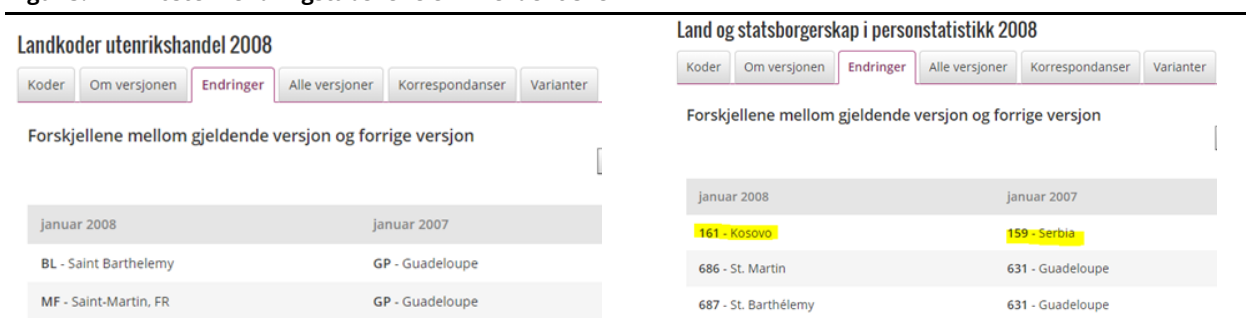 Landkoder utenrikshandel 2008
Koder Om versjonen Endringer Alle versjoner Korrespondanser Varianter
Forskjellene mellom gjeldende versjon og forrige versjon
januar 2008 januar 2007
BL - Saint Barthelemy GP - Guadeloupe
MF - Saint-Martin, FR GP - Guadeloupe
Land og statsborgerskap i personstatistikk 2008
Koder Om versjonen Endringer Alle versjoner Korrespondanser Varianter
Forskjellene mellom gjeldende versjon og forrige versjon
januar 2008 januar 2007
161 - Kosovo 159 - Serbia
686 - St. Martin 631 - Guadeloupe
687 - St. Barthélemy 631 - Guadeloupe